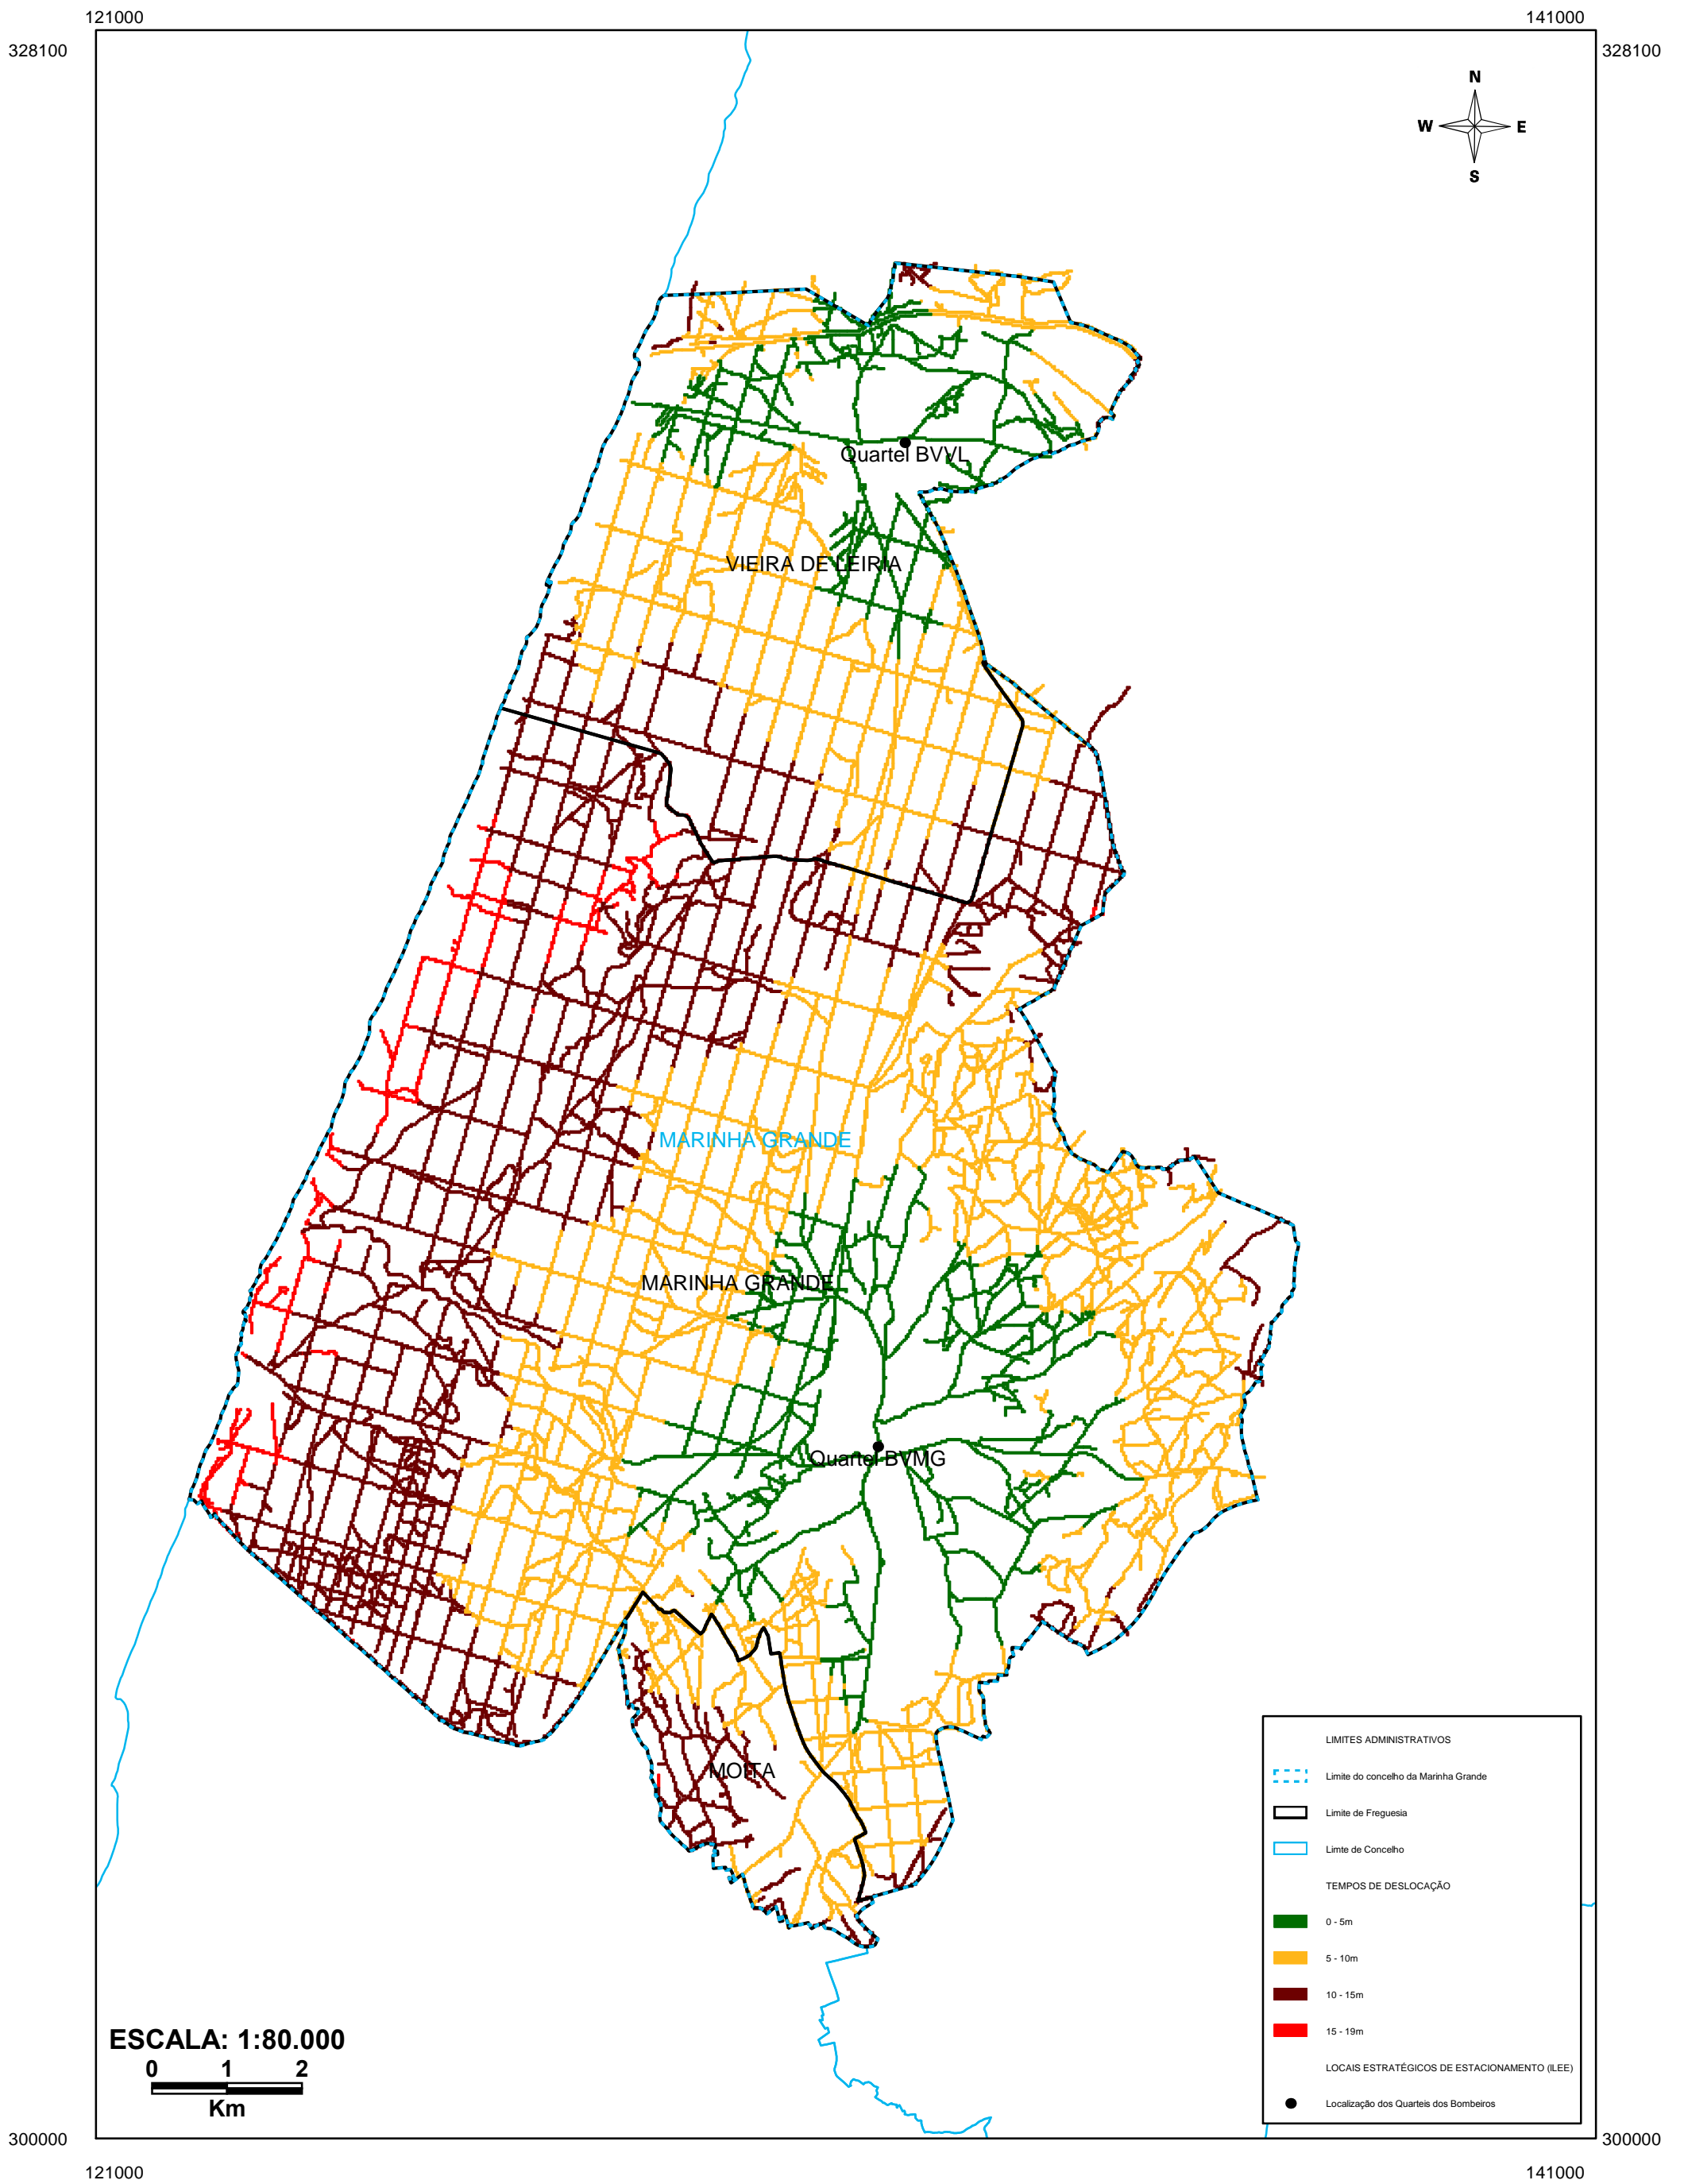 121000
141000
328100
328100
N
W
E
S
Quartel BVVL
VIEIRA DE LEIRIA
MARINHA GRANDE
MARINHA GRANDE
Quartel BVMG
MOITA
LIMITES ADMINISTRATIVOS
Limite do concelho da Marinha Grande
Limite de Freguesia
Limte de Concelho
TEMPOS DE DESLOCAÇÃO
0 - 5m
5 - 10m
10 - 15m
15 - 19m
LOCAIS ESTRATÉGICOS DE ESTACIONAMENTO (ILEE)
Localização dos Quarteis dos Bombeiros
ESCALA: 1:80.000
0 1 2
Km
300000
300000
121000
141000